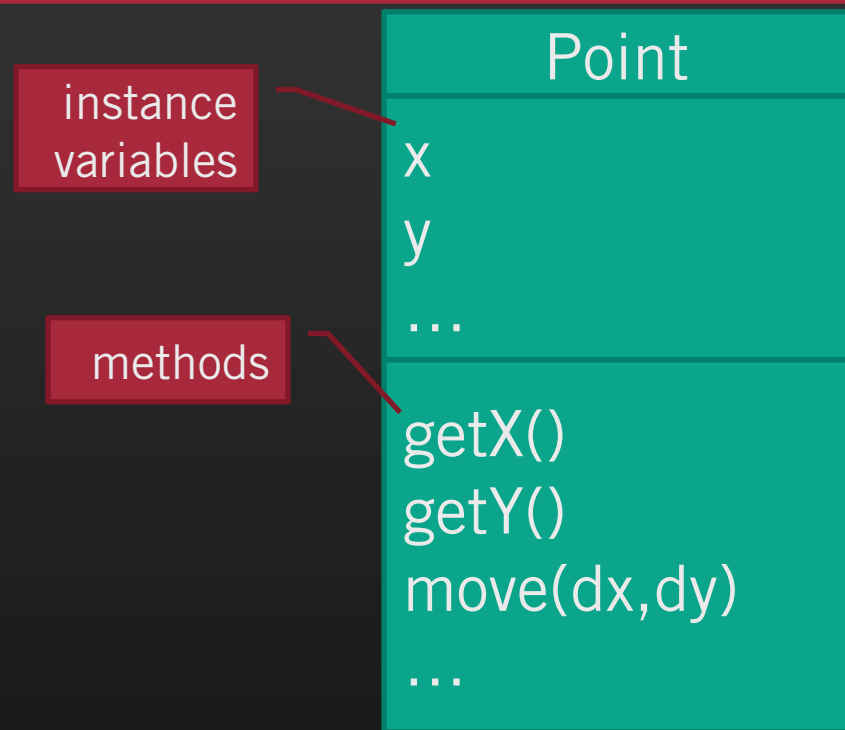 Point
instance
variables
x
y
...
methods
getX()
getY()
move(dx,dy)
...